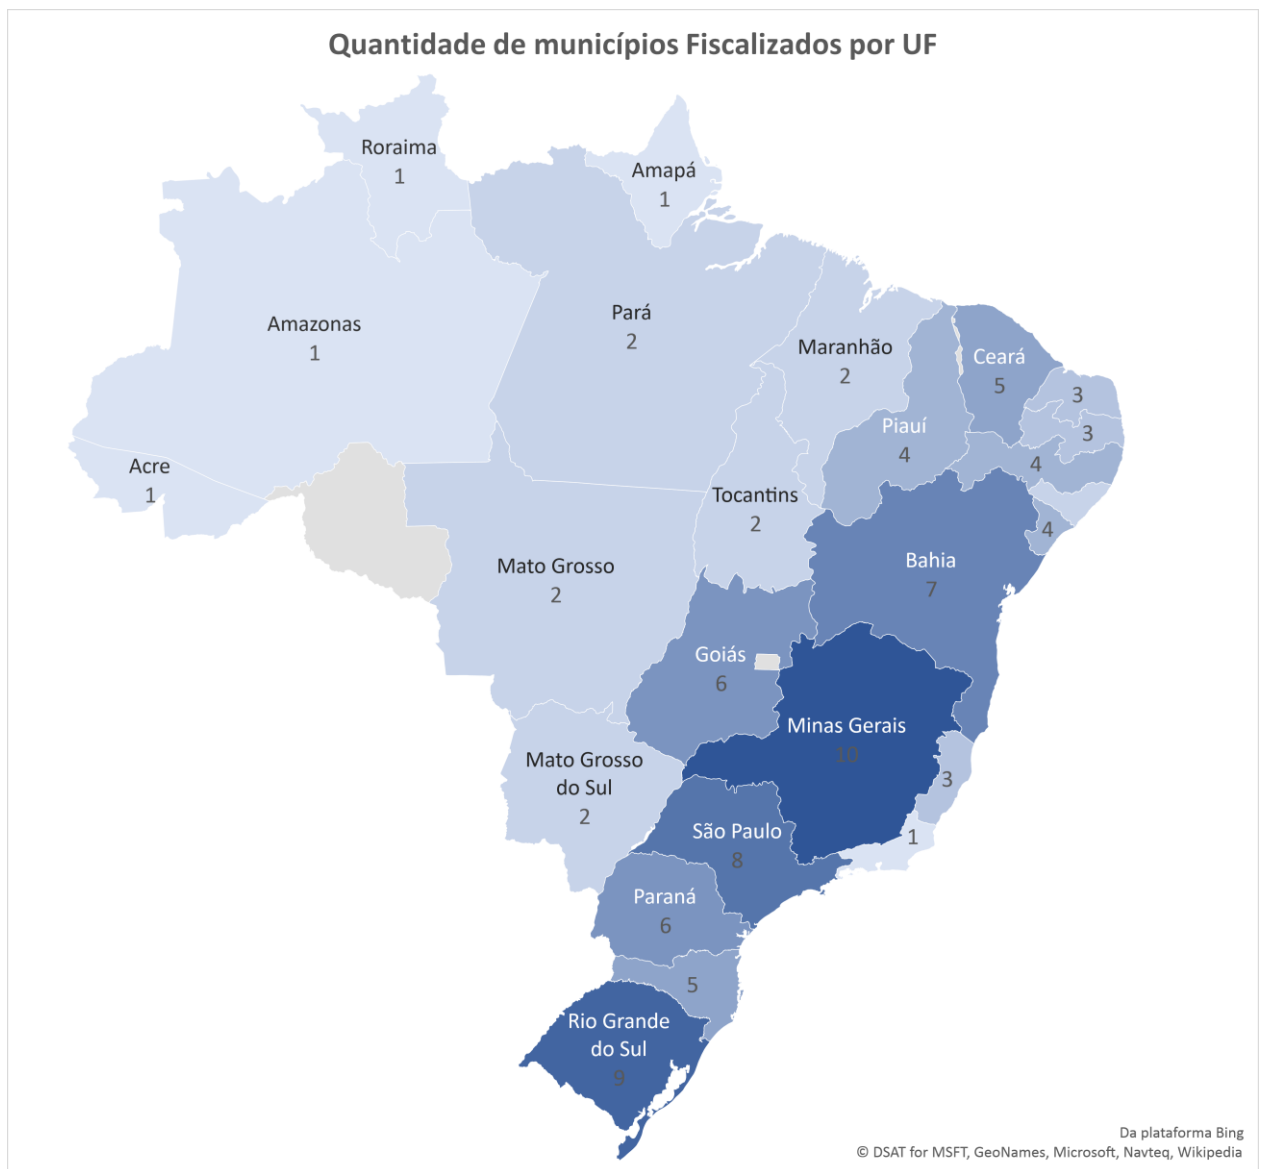 Quantidade de municípios Fiscalizados por UF
Roraima
1
Amapá
1
Amazonas
1
Pará
2
Maranhão
2
Ceará
5
3
3
Piauí
4
4
Acre
1
Tocantins
2
4
Mato Grosso
2
Bahia
7
Goiás
6
Minas Gerais
10
Mato Grosso
do Sul
2
3
São Paulo
8
1
Paraná
6
5
Rio Grande
do Sul
9
Da plataforma Bing
© DSAT for MSFT, GeoNames, Microsoft, Navteq, Wikipedia